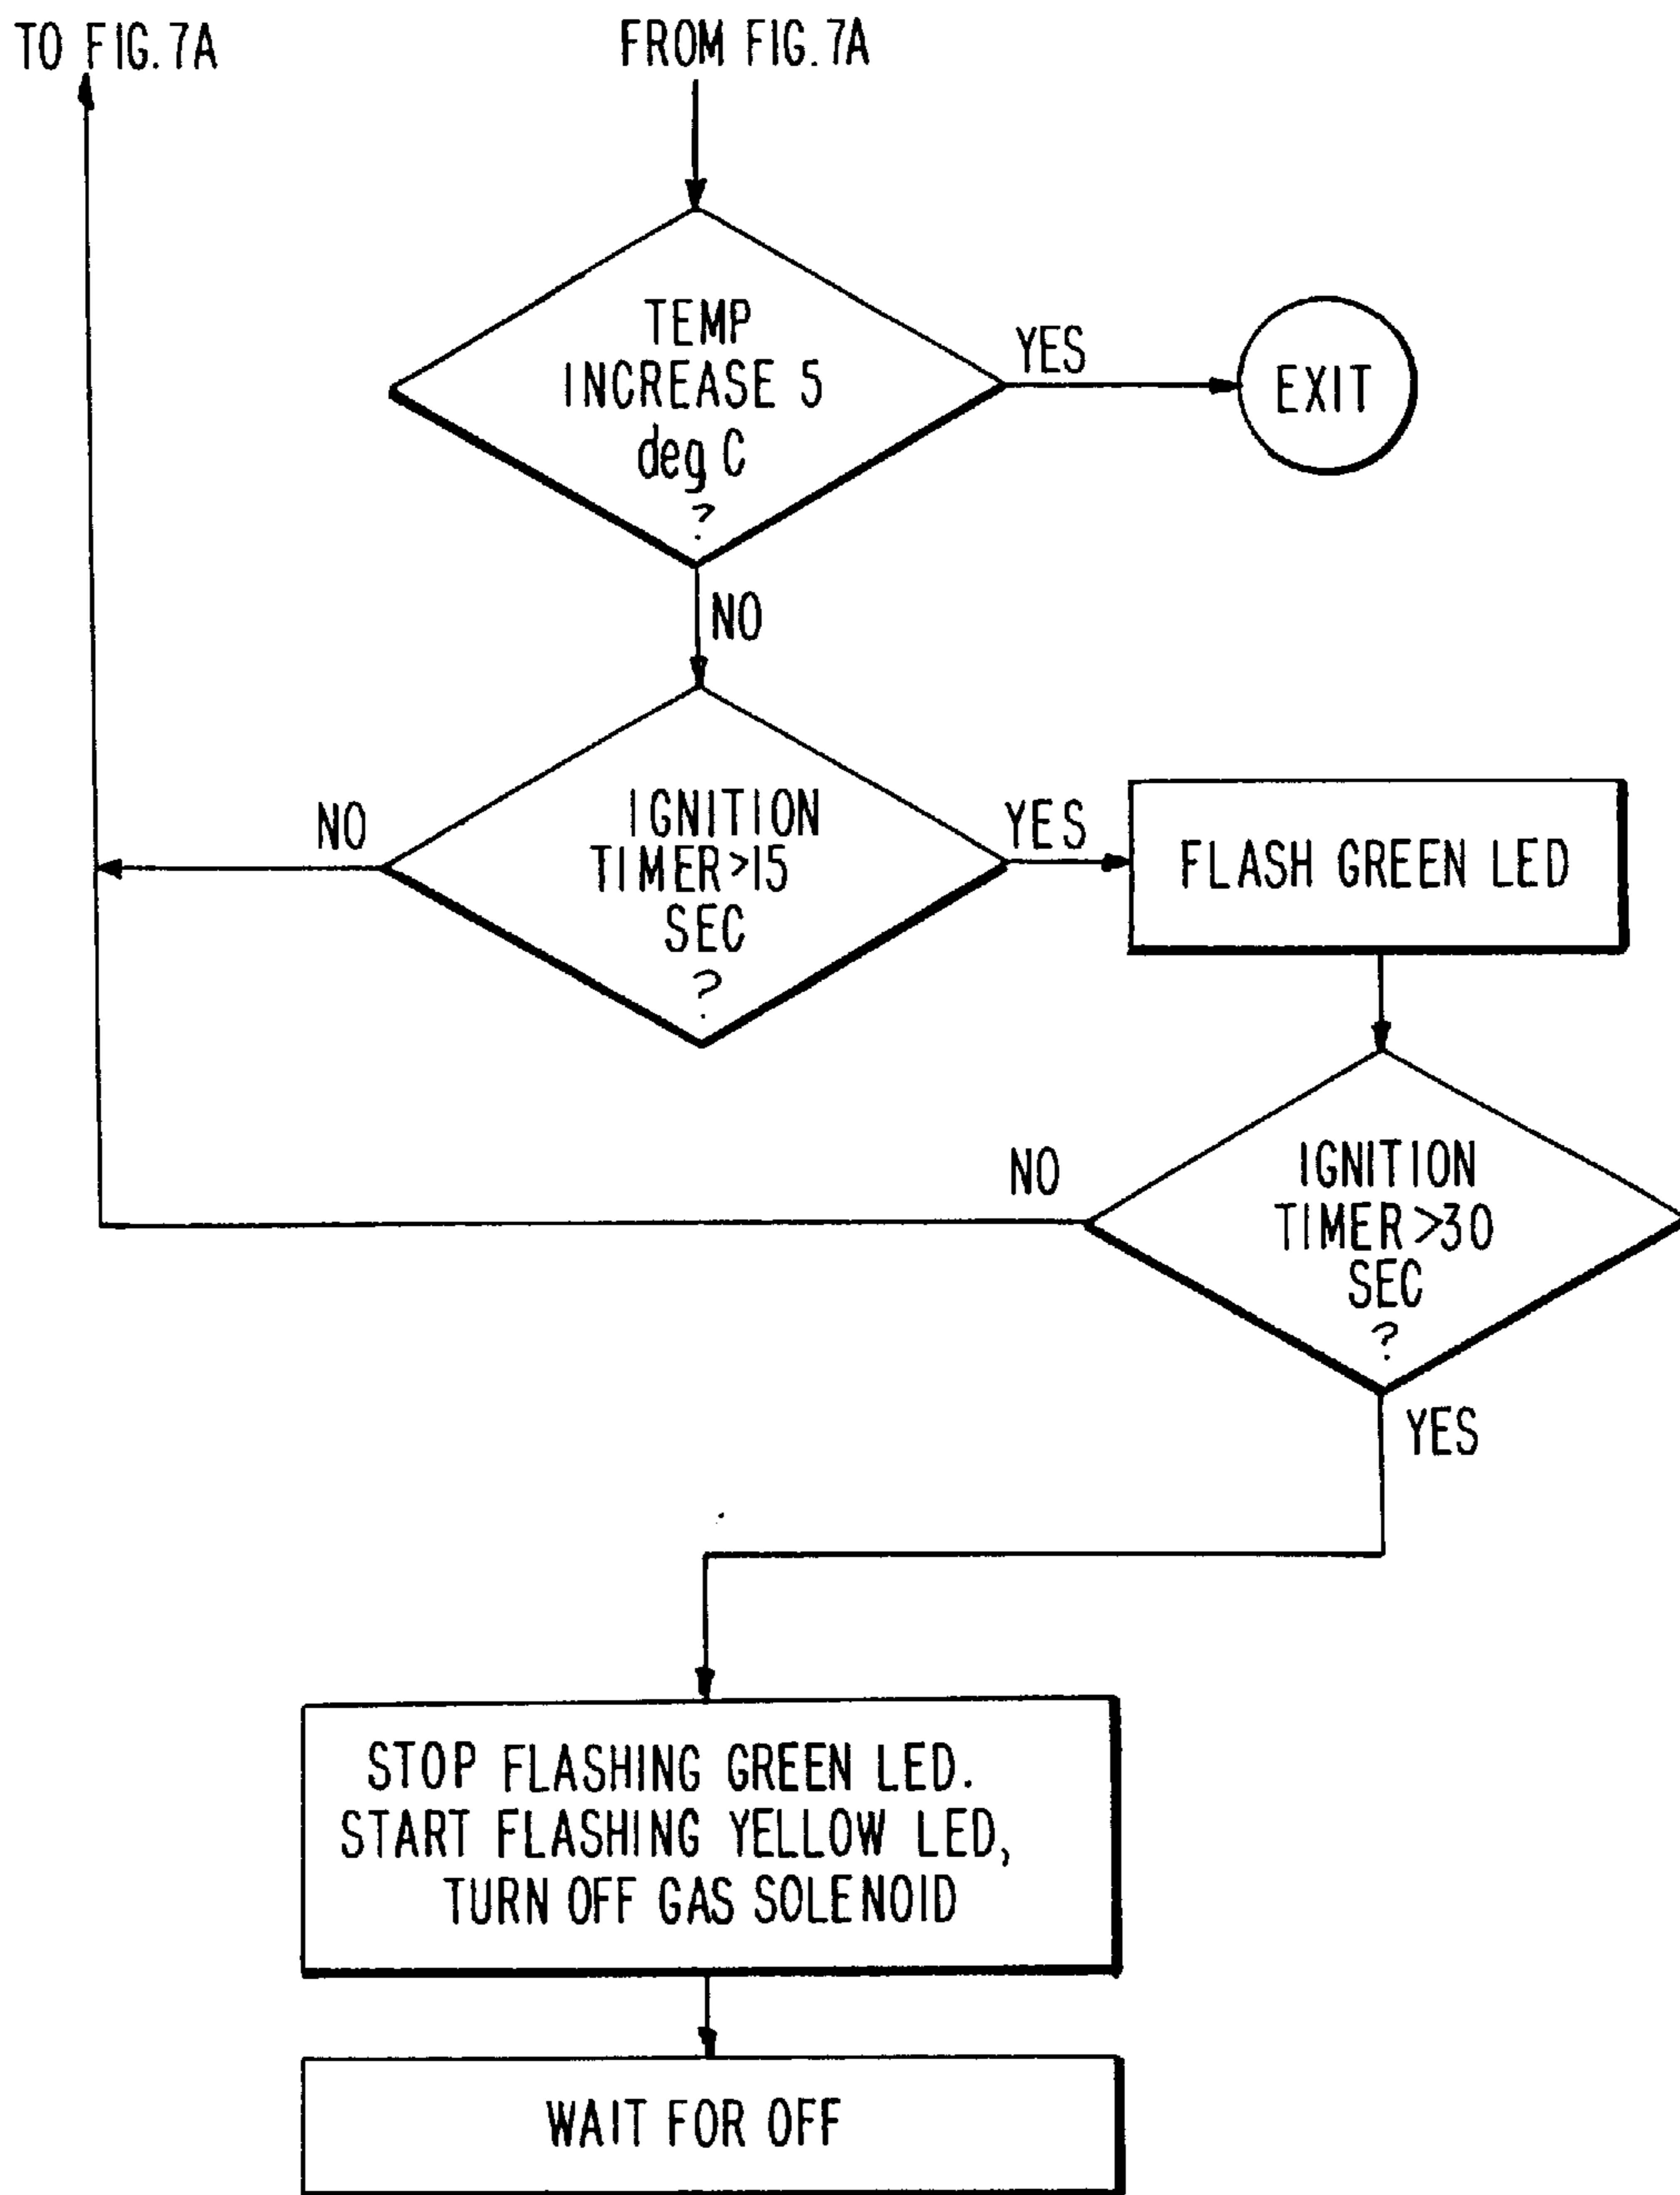 TO FIG. 7A
FROM FIG. 7A
TEMP
INCREASE 5
deg C
?
YES
EXIT
NO
IGNITION
TIMER>15
SEC
?
NO
YES
FLASH GREEN LED
IGNITION
TIMER>30
SEC
?
NO
YES
STOP FLASHING GREEN LED.
START FLASHING YELLOW LED,
TURN OFF GAS SOLENOID
WAIT FOR OFF